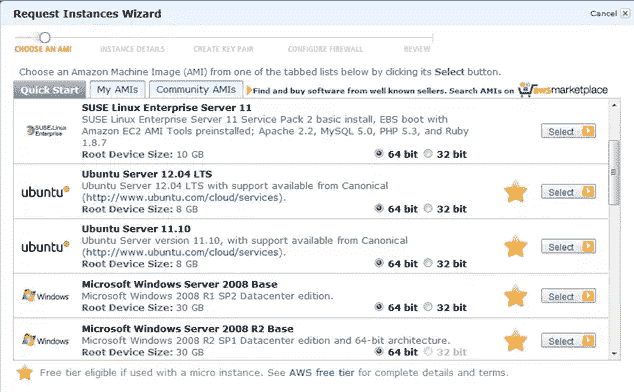 Request Instances Wizard
Cancel
CHOOSE AN AMI INSTANCE DETAILS CREATE KEY PAIR CONFIGURE FIREWALL REVIEW
Choose an Amazon Machine Image (AMI) from one of the tabbed lists below by clicking its Select button.
Quick Start My AMIs Community AMIs Find and buy software from well known sellers. Search AMIs on awsmarketplace
SUSE Linux Enterprise Server 11
SUSE Linux Enterprise
SUSE Linux Enterprise Server 11 Service Pack 2 basic install, EBS boot with
Amazon EC2 AMI Tools preinstalled; Apache 2.2, MySQL 5.0, PHP 5.3, and Ruby
1.8.7
Select
Root Device Size: 10 GB 64 bit 32 bit
Ubuntu Server 12.04 LTS
ubuntu
Ubuntu Server 12.04 LTS with support available from Canonical
(http://www.ubuntu.com/cloud/services).
Select
Root Device Size: 8 GB 64 bit 32 bit
Ubuntu Server 11.10
ubuntu
Ubuntu Server version 11.10, with support available from Canonical
(http://www.ubuntu.com/cloud/services).
Select
Root Device Size: 8 GB 64 bit 32 bit
Microsoft Windows Server 2008 Base
Windows
Microsoft Windows 2008 R1 SP2 Datacenter edition.
Select
Root Device Size: 30 GB 64 bit 32 bit
Microsoft Windows Server 2008 R2 Base
Windows
Microsoft Windows 2008 R2 SP1 Datacenter edition and 64-bit architecture.
Select
Root Device Size: 30 GB 64 bit 32 bit
Free tier eligible if used with a micro instance. See AWS free tier for complete details and terms.